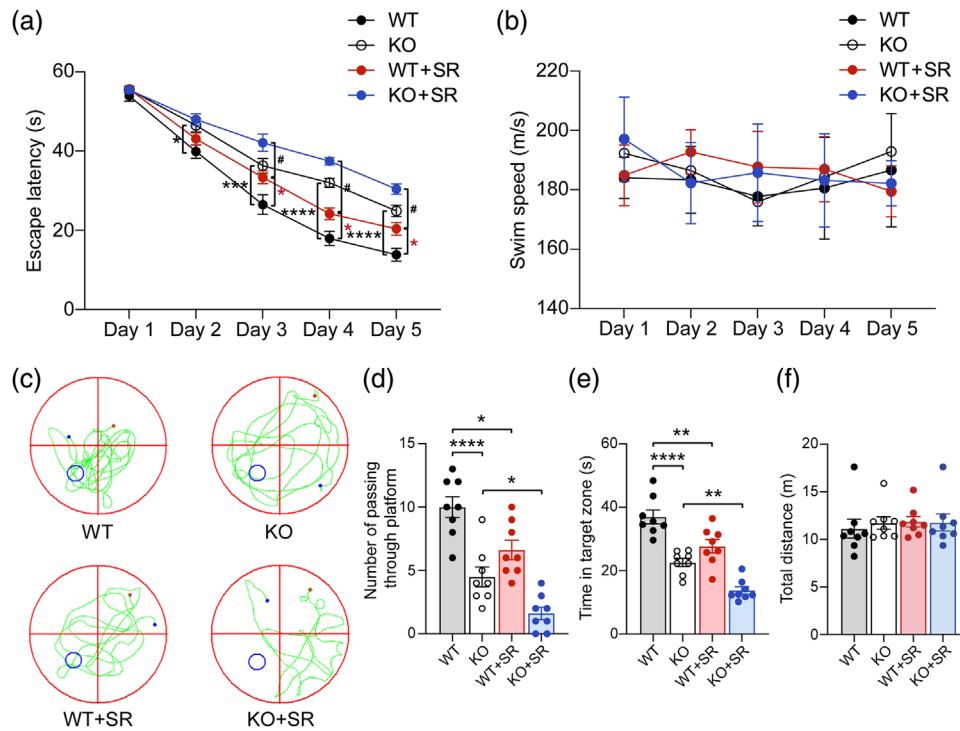 (a)
WT
KO
WT+SR
KO+SR
Escape latency (s)
60
40
20
0
*
***
#
*
****
#
*
****
#
*
Day 1 Day 2 Day 3 Day 4 Day 5
(b)
WT
KO
WT+SR
KO+SR
Swim speed (m/s)
220
200
180
160
140
Day 1 Day 2 Day 3 Day 4 Day 5
(c)
WT
KO
WT+SR
KO+SR
(d)
Number of passing
through platform
15
10
5
0
*
****
*
WT KO WT+SR KO+SR
(e)
Time in target zone (s)
60
40
20
0
**
****
**
WT KO WT+SR KO+SR
(f)
Total distance (m)
20
15
10
5
0
WT KO WT+SR KO+SR